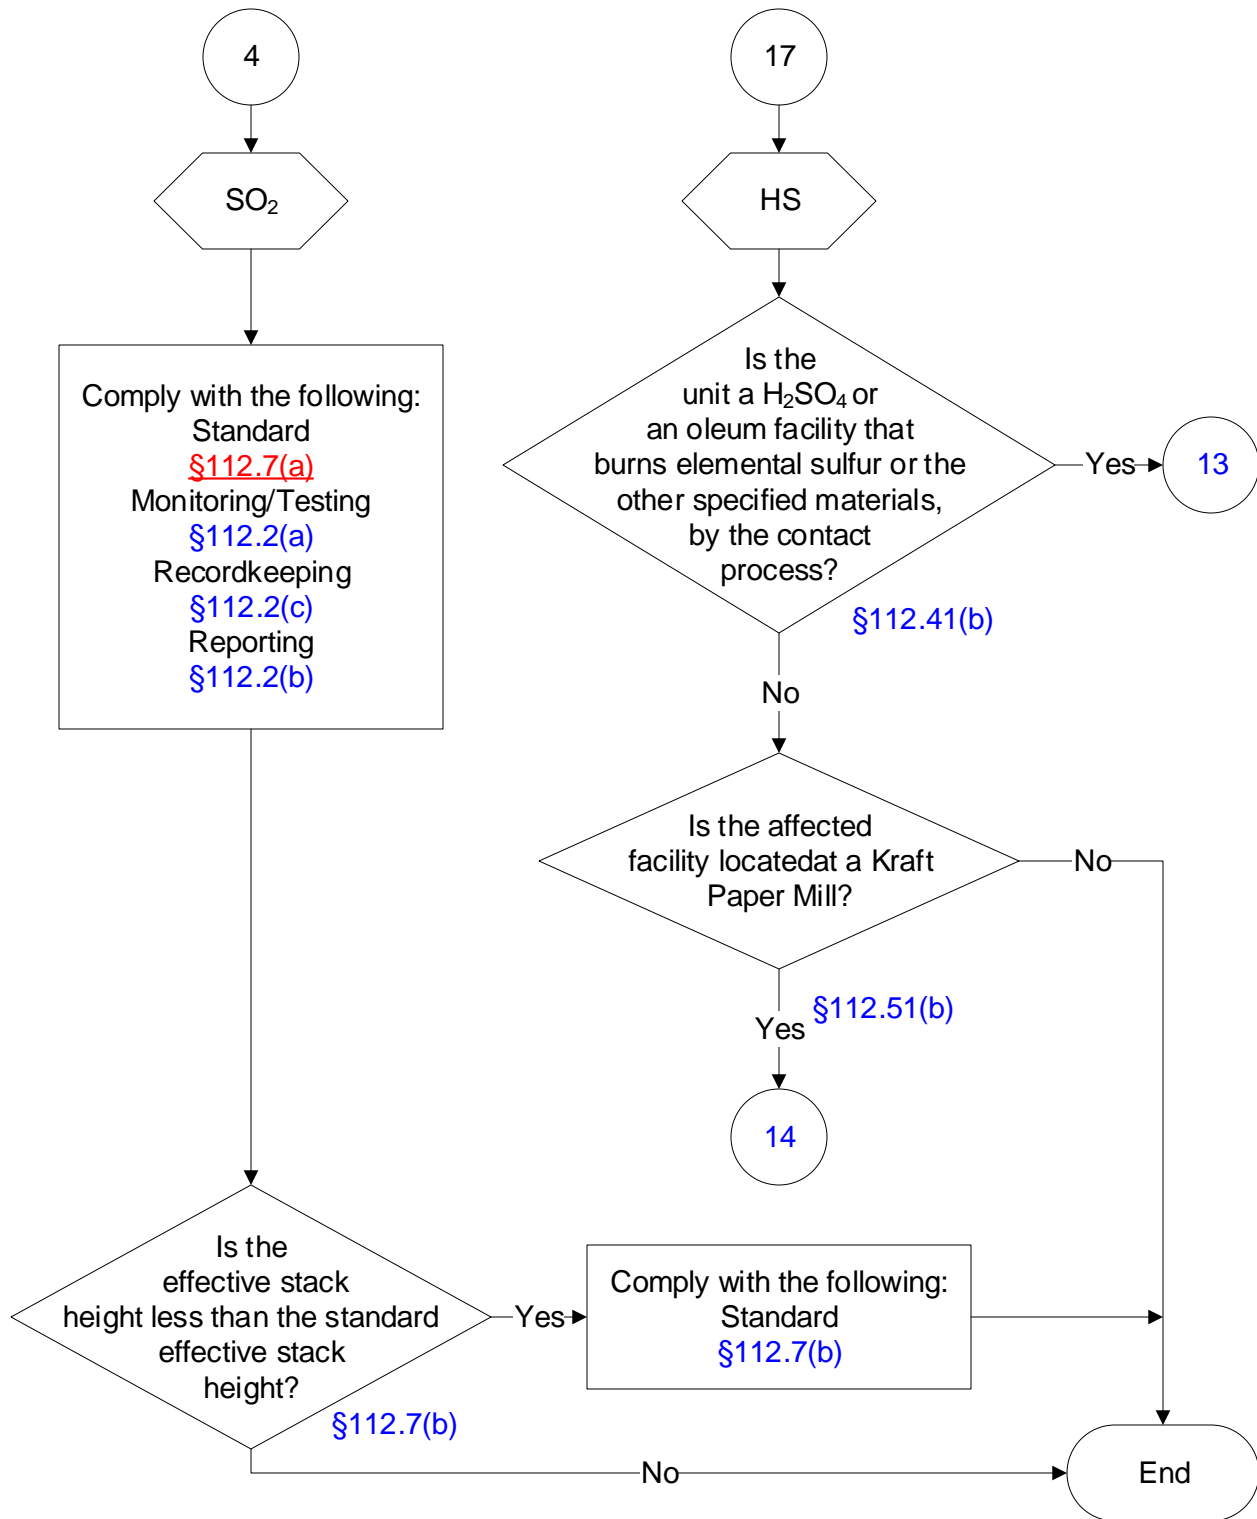 4
SO₂
Comply with the following:
Standard
§112.7(a)
Monitoring/Testing
§112.2(a)
Recordkeeping
§112.2(c)
Reporting
§112.2(b)
Is the
effective stack
height less than the standard
effective stack
height?
§112.7(b)
Yes
Comply with the following:
Standard
§112.7(b)
No
17
HS
Is the
unit a H₂SO₄ or
an oleum facility that
burns elemental sulfur or the
other specified materials,
by the contact
process?
§112.41(b)
Yes
13
No
Is the affected
facility locatedat a Kraft
Paper Mill?
§112.51(b)
No
Yes
14
End